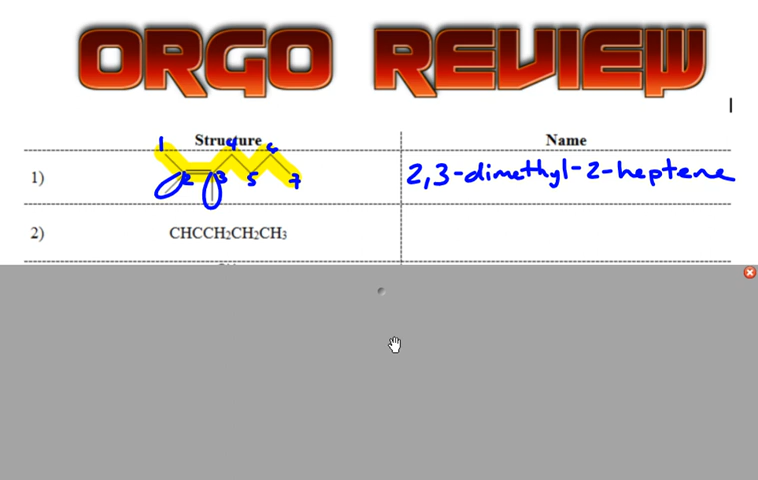 ORGO REVIEW
Structure Name
1) 1 2 3 4 5 6 7 2,3-dimethyl-2-heptene
2) CHCCH₂CH₂CH₃